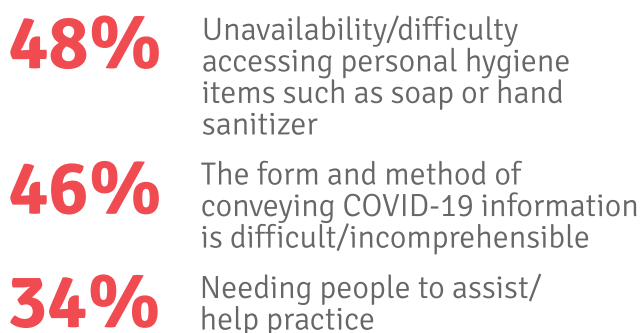 48%
Unavailability/difficulty
accessing personal hygiene
items such as soap or hand
sanitizer
46%
The form and method of
conveying COVID-19 information
is difficult/incomprehensible
34%
Needing people to assist/
help practice